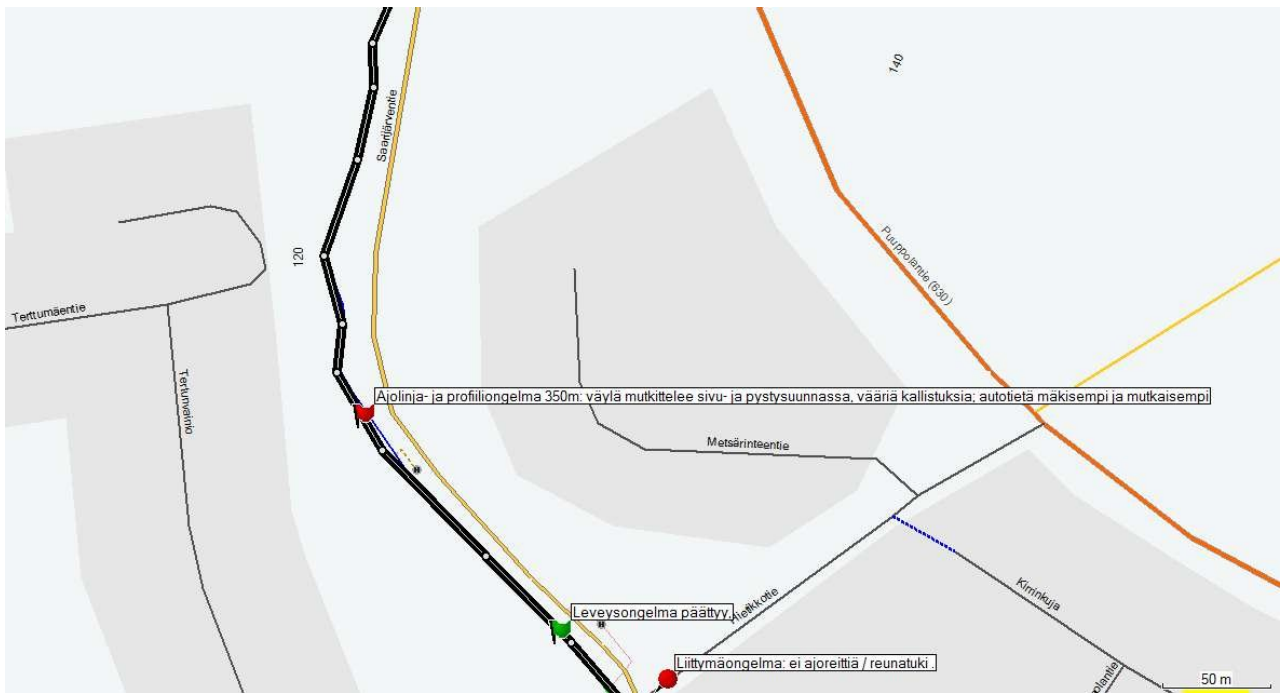 140
Saarijärventie
Puuppolantie (630)
120
Terttumäentie
Tertunvainio
Ajolinja- ja profiiliongelma 350m: väylä mutkittelee sivu- ja pystysuunnassa, vääriä kallistuksia; autotietä mäkisempi ja mutkaisempi
Metsärinteentie
Kirrinkuja
Leveysongelma päättyy.
Hietikkotie
Liittymäongelma: ei ajoreittiä / reunatuki .
50 m